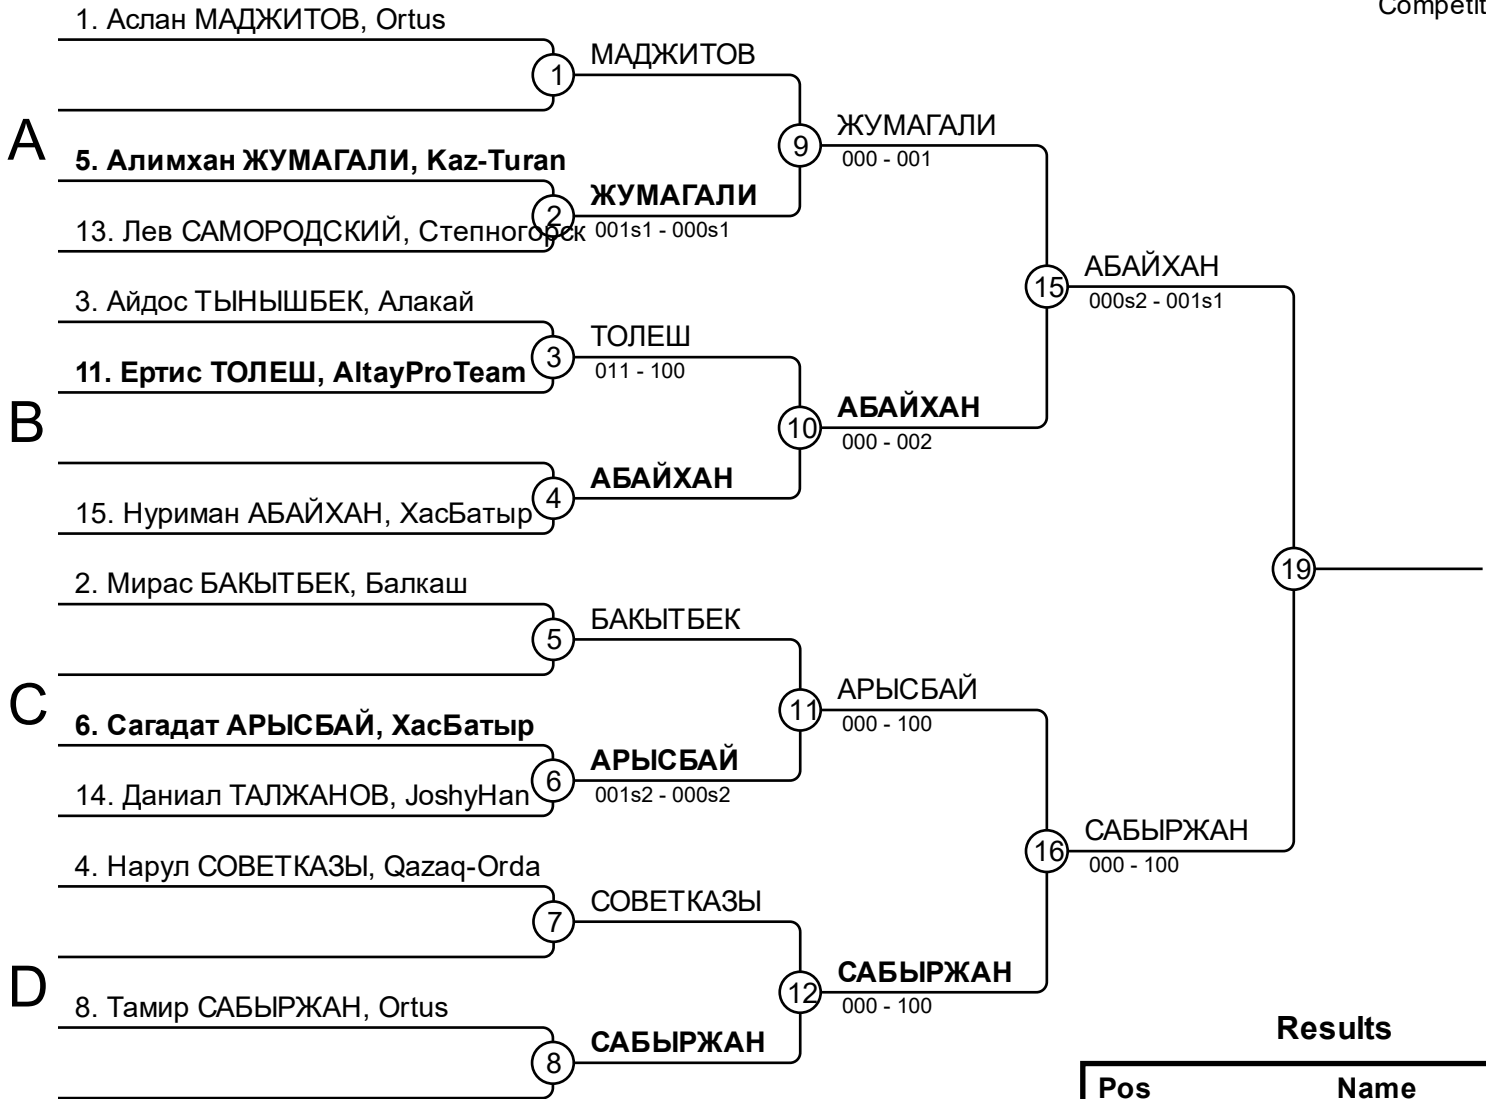 Competit
1. Аслан МАДЖИТОВ, Ortus
1
МАДЖИТОВ
A
9
ЖУМАГАЛИ
000 - 001
5. Алимхан ЖУМАГАЛИ, Kaz-Turan
2
ЖУМАГАЛИ
001s1 - 000s1
13. Лев САМОРОДСКИЙ, Степногорск
15
АБАЙХАН
000s2 - 001s1
3. Айдос ТЫНЫШБЕК, Алакай
3
ТОЛЕШ
011 - 100
11. Ертис ТОЛЕШ, AltayProTeam
B
10
АБАЙХАН
000 - 002
4
АБАЙХАН
15. Нуриман АБАЙХАН, ХасБатыр
19
2. Мирас БАКЫТБЕК, Балкаш
5
БАКЫТБЕК
C
11
АРЫСБАЙ
000 - 100
6. Сагадат АРЫСБАЙ, ХасБатыр
6
АРЫСБАЙ
001s2 - 000s2
14. Даниал ТАЛЖАНОВ, JoshyHan
16
САБЫРЖАН
000 - 100
4. Нарул СОВЕТКАЗЫ, Qazaq-Orda
7
СОВЕТКАЗЫ
D
12
САБЫРЖАН
000 - 100
8. Тамир САБЫРЖАН, Ortus
8
САБЫРЖАН
Results
Pos Name